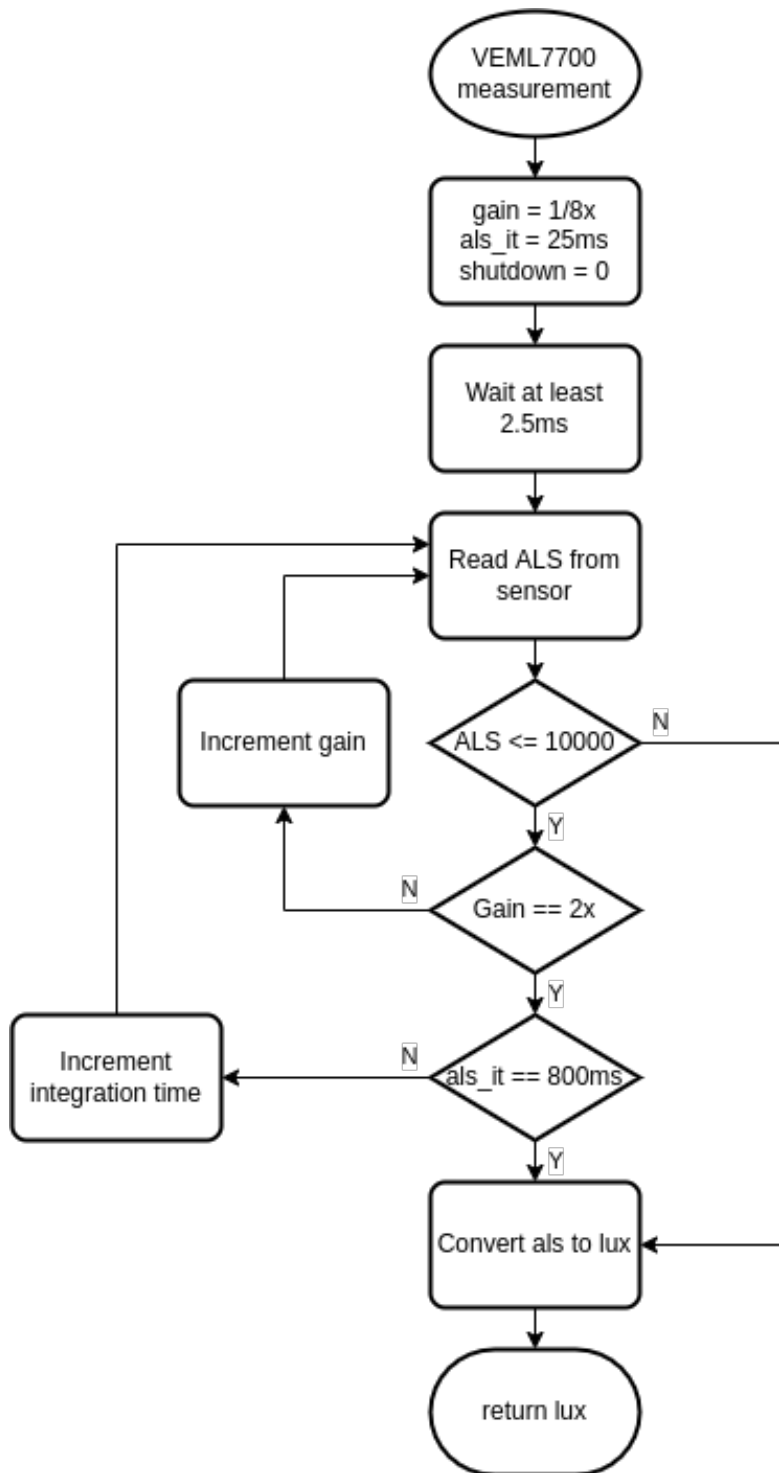 VEML7700
measurement
gain = 1/8x
als_it = 25ms
shutdown = 0
Wait at least
2.5ms
Read ALS from
sensor
Increment gain
ALS <= 10000
N
Y
N
Gain == 2x
Y
Increment
integration time
N
als_it == 800ms
Y
Convert als to lux
return lux